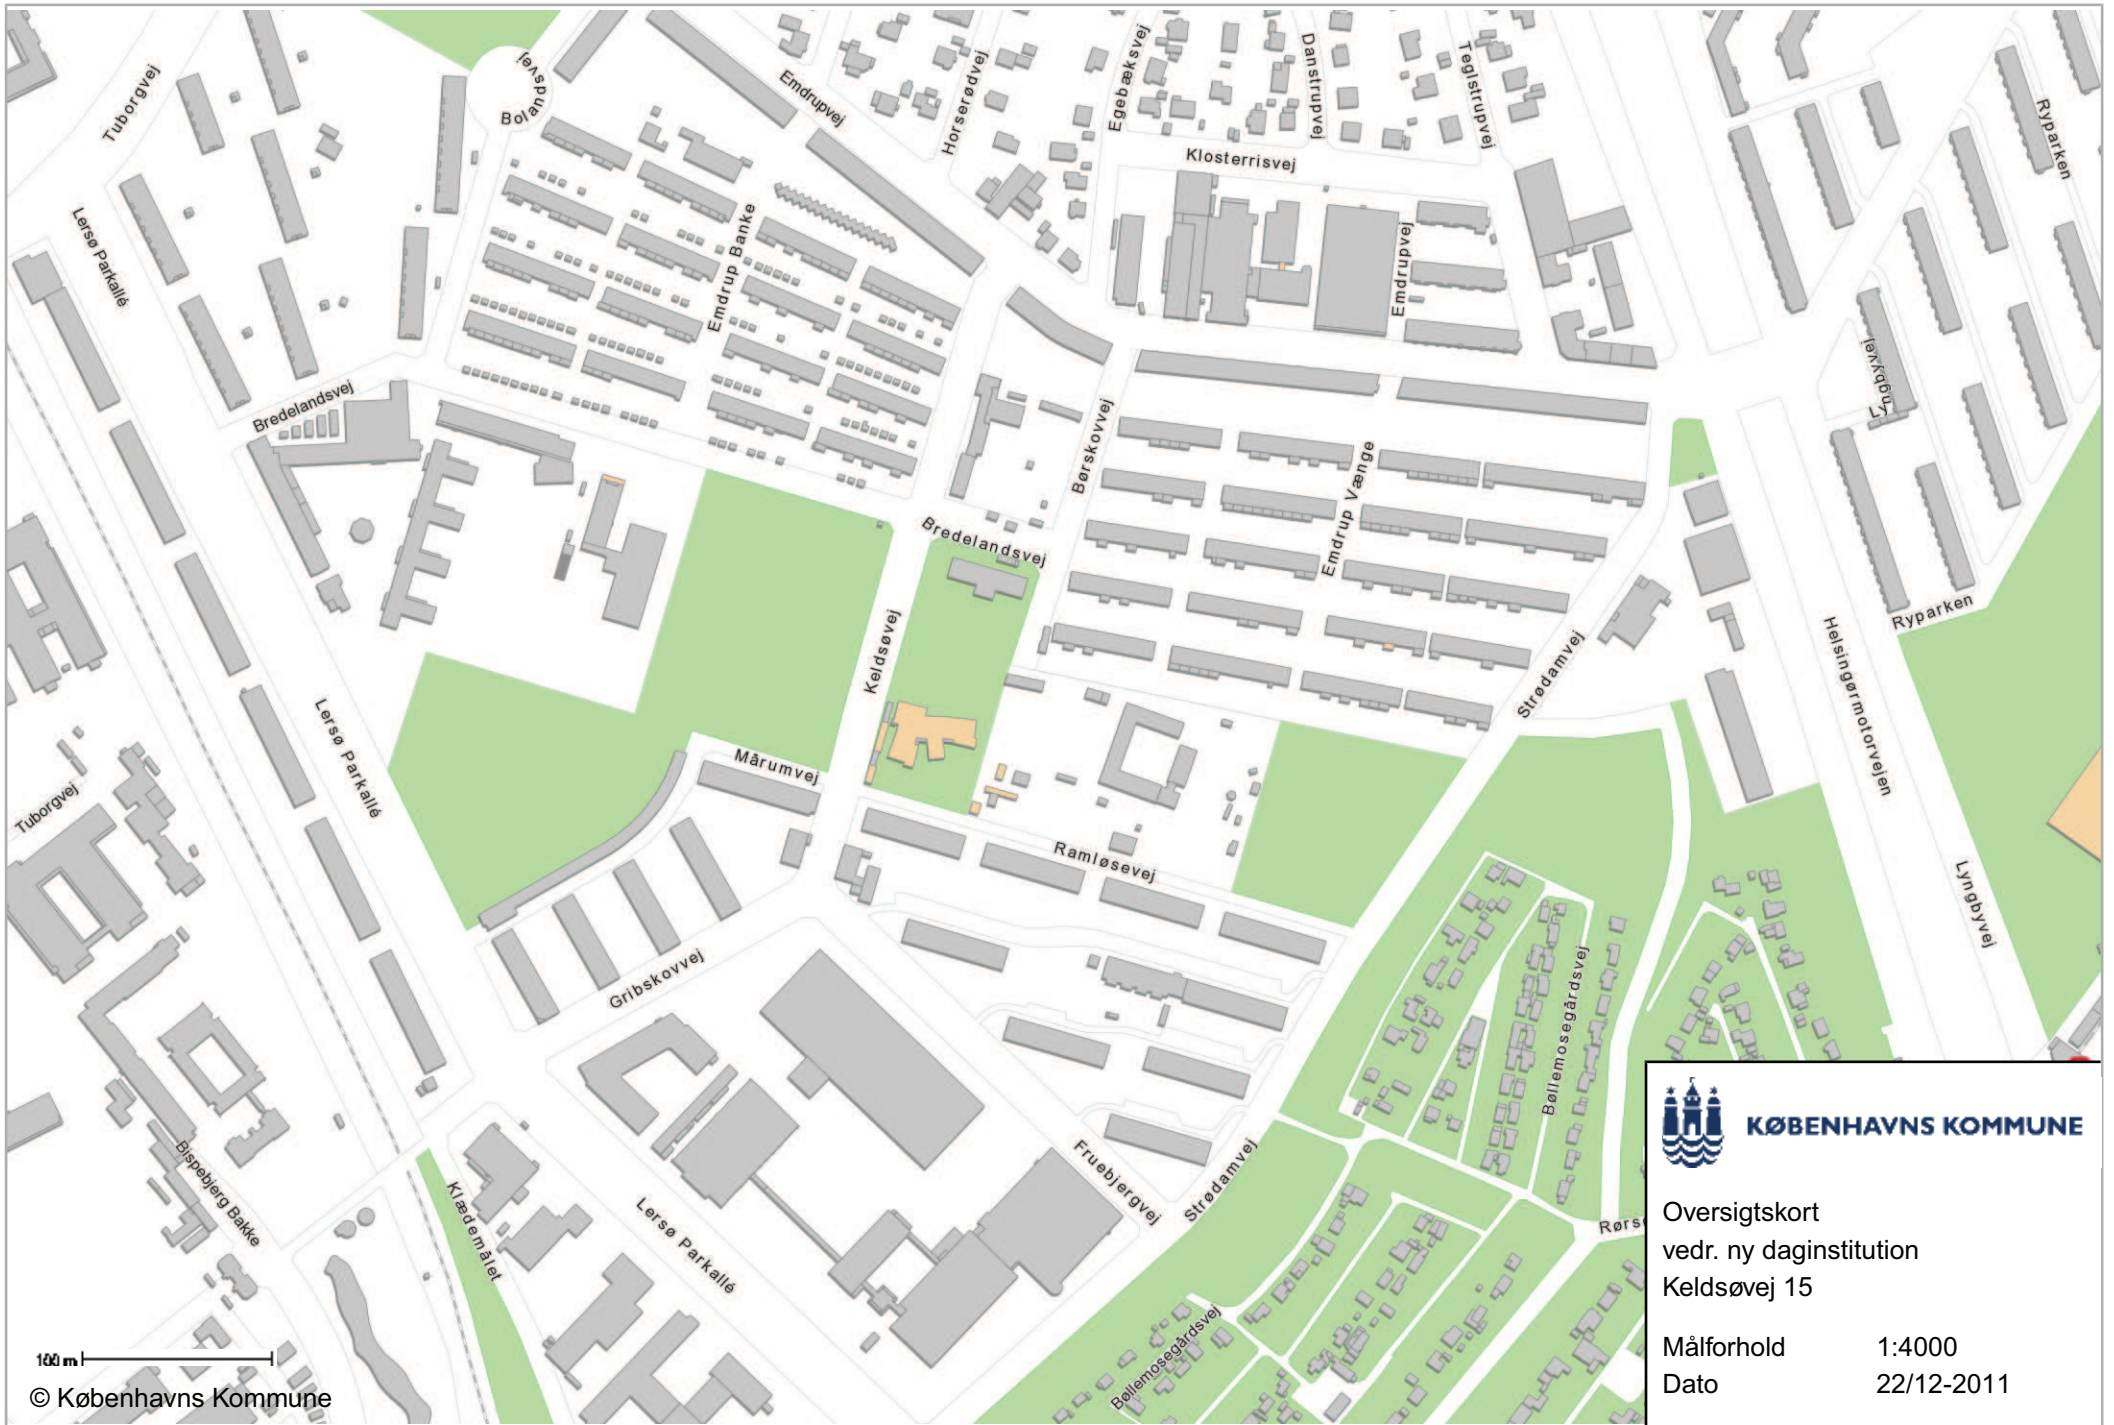 Tuborgvej
Bolandsvej
Emdrupvej
Horserødvej
Egebæksvej
Danstrupvej
Teglstrupvej
Ryparken
Klosterrisvej
Lersø Parkallé
Emdrup Banke
Emdrupvej
Lyngbyvej
Bredelandsvej
Børskovvej
Emdrup Vænge
Bredelandsvej
Ryparken
Keldsøvej
Strødamvej
Helsingørmotorvejen
Lersø Parkallé
Mårumvej
Tuborgvej
Ramløsevej
Lyngbyvej
Gribskovvej
Bøllemosegårdsvej
Bispebjerg Bakke
Klædemålet
Lersø Parkallé
Fruebjergvej
Strødamvej
Bøllemosegårdsvej
KØBENHAVNS KOMMUNE
Oversigtskort
vedr. ny daginstitution
Keldsøvej 15
Målforhold 1:4000
Dato 22/12-2011
100 m
© Københavns Kommune